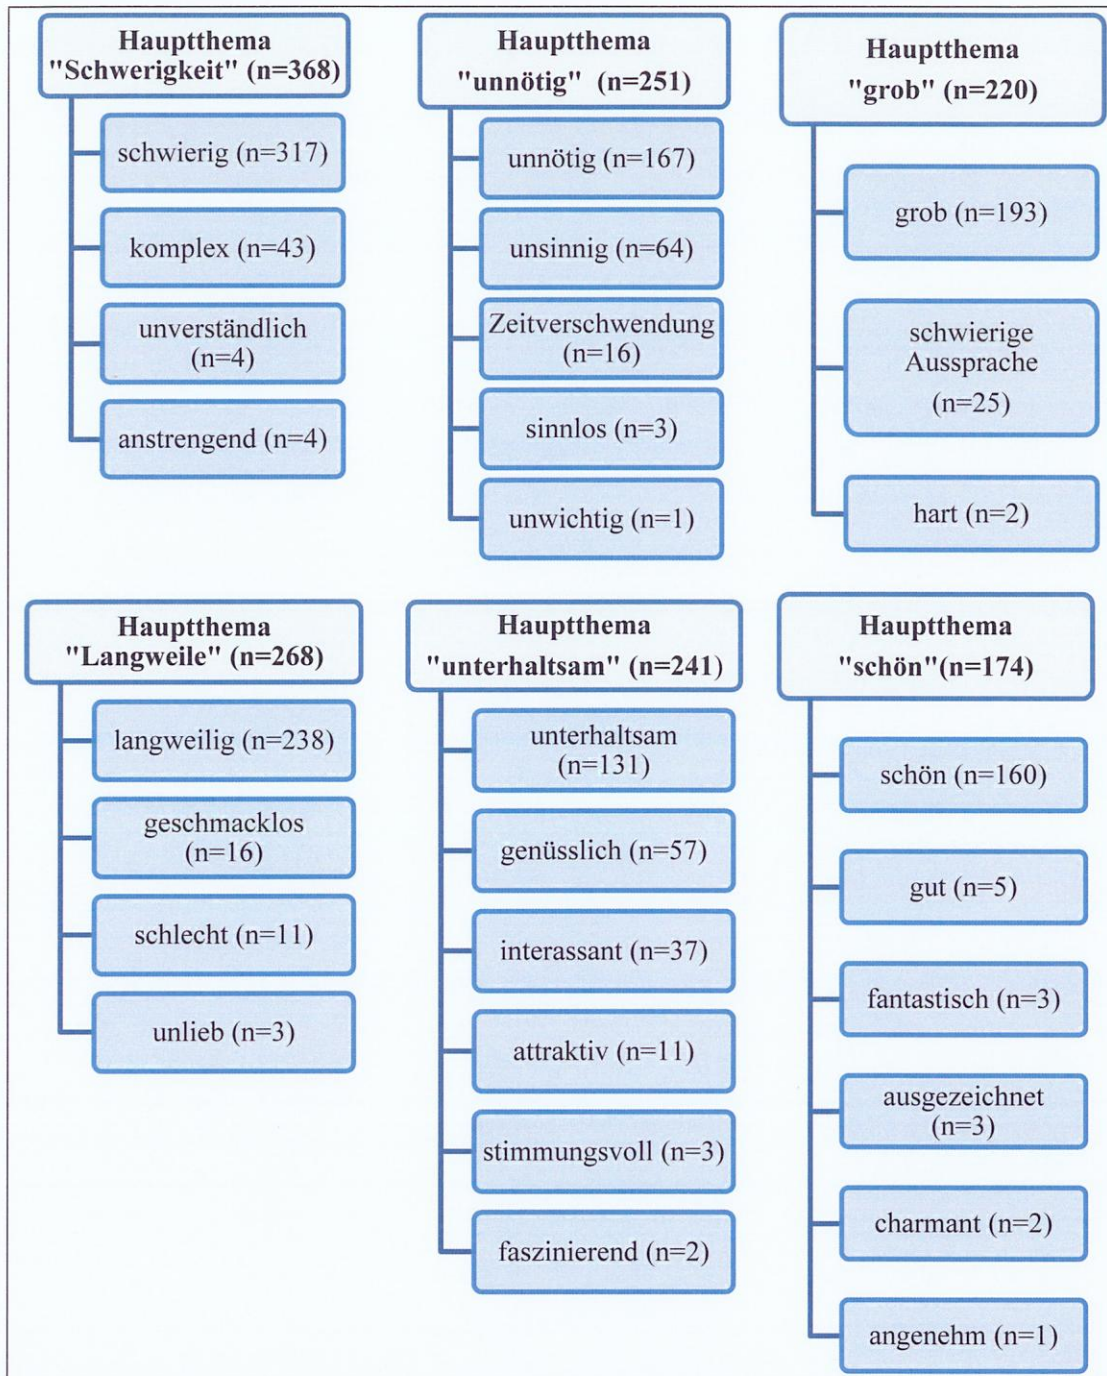 Hauptthema
"Schwerigkeit" (n=368)
schwierig (n=317)
komplex (n=43)
unverständlich
(n=4)
anstrengend (n=4)
Hauptthema
"unnötig" (n=251)
unnötig (n=167)
unsinnig (n=64)
Zeitverschwendung
(n=16)
sinnlos (n=3)
unwichtig (n=1)
Hauptthema
"grob" (n=220)
grob (n=193)
schwierige
Aussprache
(n=25)
hart (n=2)
Hauptthema
"Langweile" (n=268)
langweilig (n=238)
geschmacklos
(n=16)
schlecht (n=11)
unlieb (n=3)
Hauptthema
"unterhaltsam" (n=241)
unterhaltsam
(n=131)
genüsslich (n=57)
interassant (n=37)
attraktiv (n=11)
stimmungsvoll (n=3)
faszinierend (n=2)
Hauptthema
"schön"(n=174)
schön (n=160)
gut (n=5)
fantastisch (n=3)
ausgezeichnet
(n=3)
charmant (n=2)
angenehm (n=1)